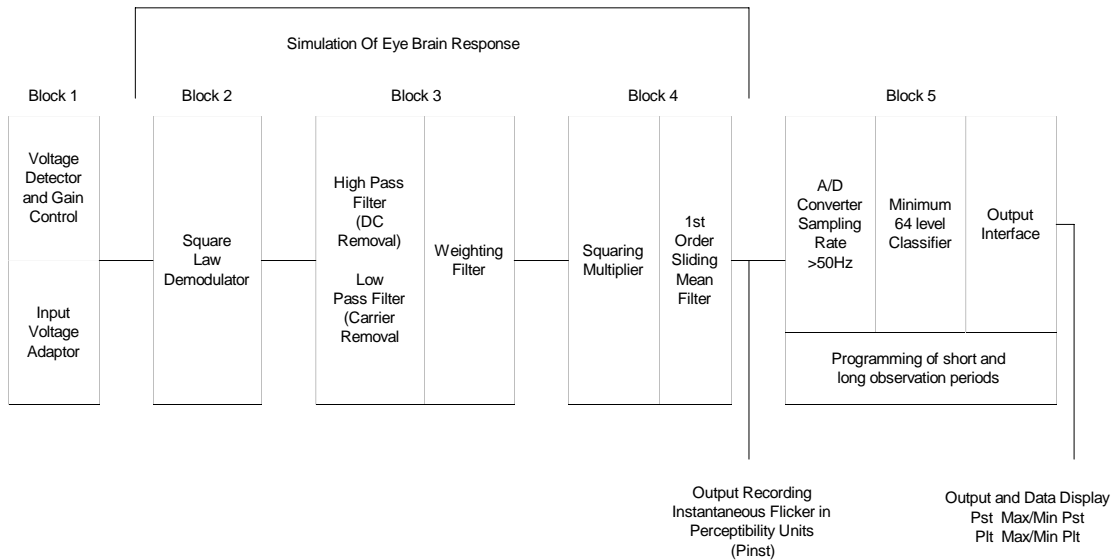 Simulation Of Eye Brain Response
Block 1
Block 2
Block 3
Block 4
Block 5
Voltage
Detector
and Gain
Control
Input
Voltage
Adaptor
Square
Law
Demodulator
High Pass
Filter
(DC
Removal)
Low
Pass Filter
(Carrier
Removal
Weighting
Filter
Squaring
Multiplier
1st
Order
Sliding
Mean
Filter
A/D
Converter
Sampling
Rate
>50Hz
Minimum
64 level
Classifier
Output
Interface
Programming of short and
long observation periods
Output Recording
Instantaneous Flicker in
Perceptibility Units
(Pinst)
Output and Data Display
Pst Max/Min Pst
Plt Max/Min Plt